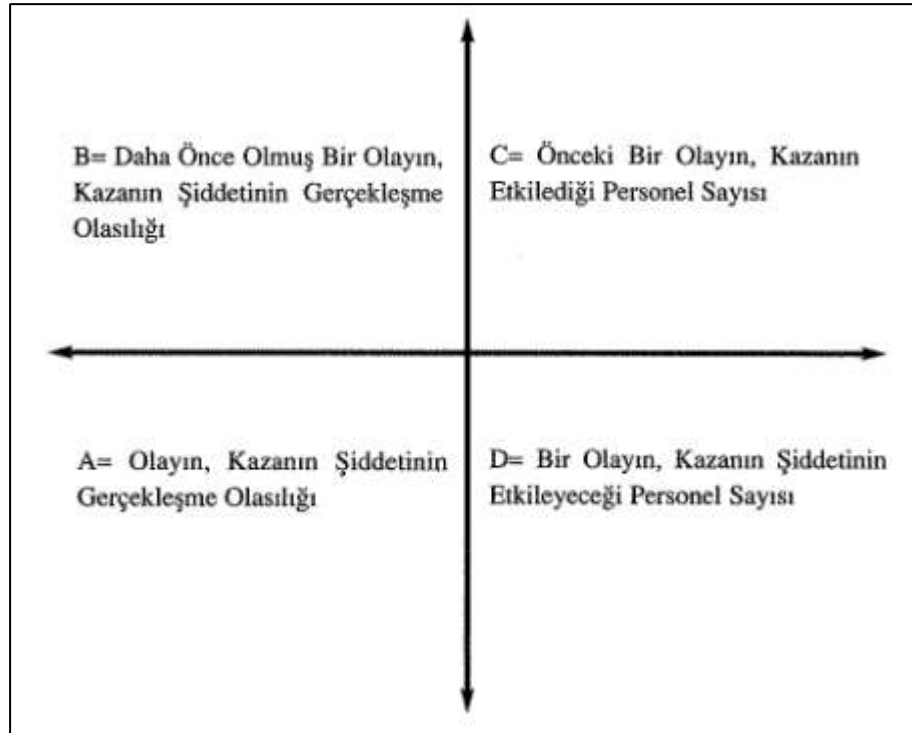 B= Daha Önce Olmuş Bir Olayın,
Kazanın Şiddetinin Gerçekleşme
Olasılığı
C= Önceki Bir Olayın, Kazanın
Etkilediği Personel Sayısı
A= Olayın, Kazanın Şiddetinin
Gerçekleşme Olasılığı
D= Bir Olayın, Kazanın Şiddetinin
Etkileyeceği Personel Sayısı